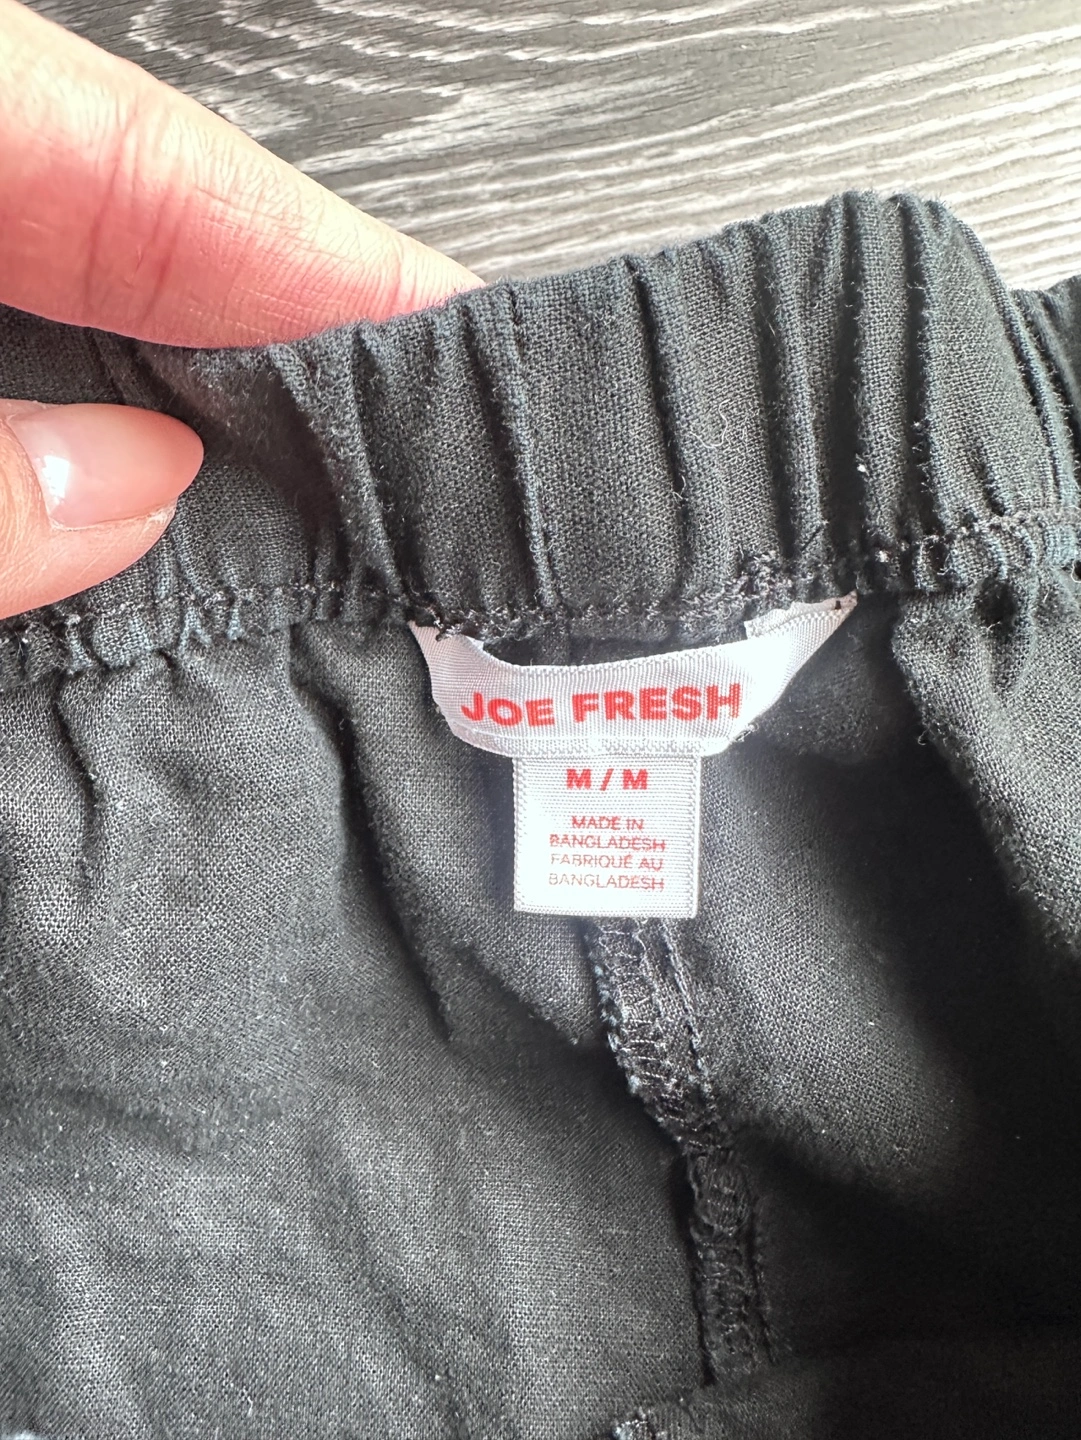 JOE FRESH
M / M
MADE IN
BANGLADESH
FABRIQUÉ AU
BANGLADESH